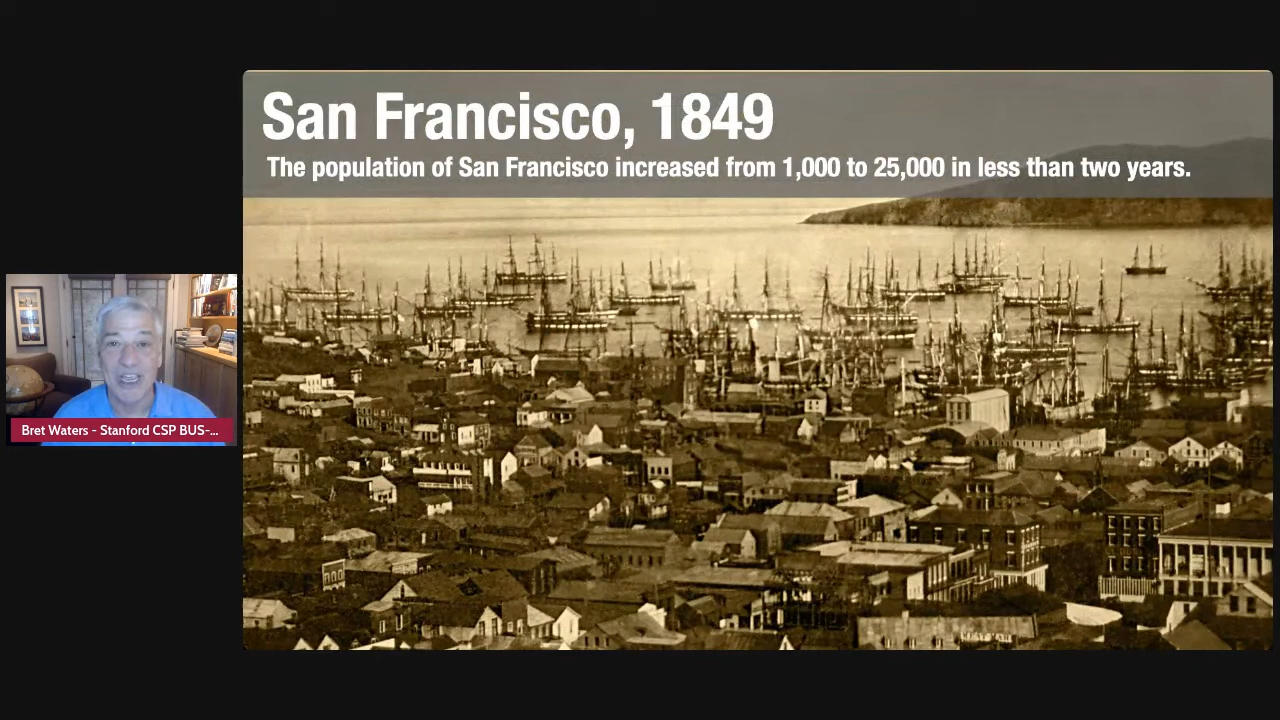 San Francisco, 1849
The population of San Francisco increased from 1,000 to 25,000 in less than two years.
Bret Waters - Stanford CSP BUS-...